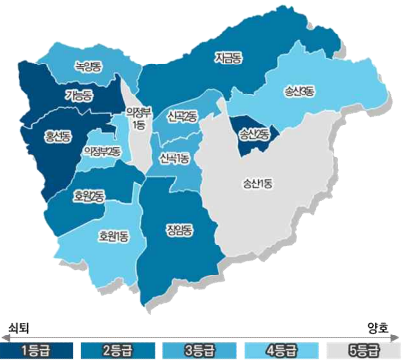 자금동
녹양동
송산3동
가능동
의정부
1동
신곡2동
흥선동
송산2동
의정부2동
신곡1동
송산1동
호원2동
장암동
호원1동
쇠퇴
양호
1등급
2등급
3등급
4등급
5등급